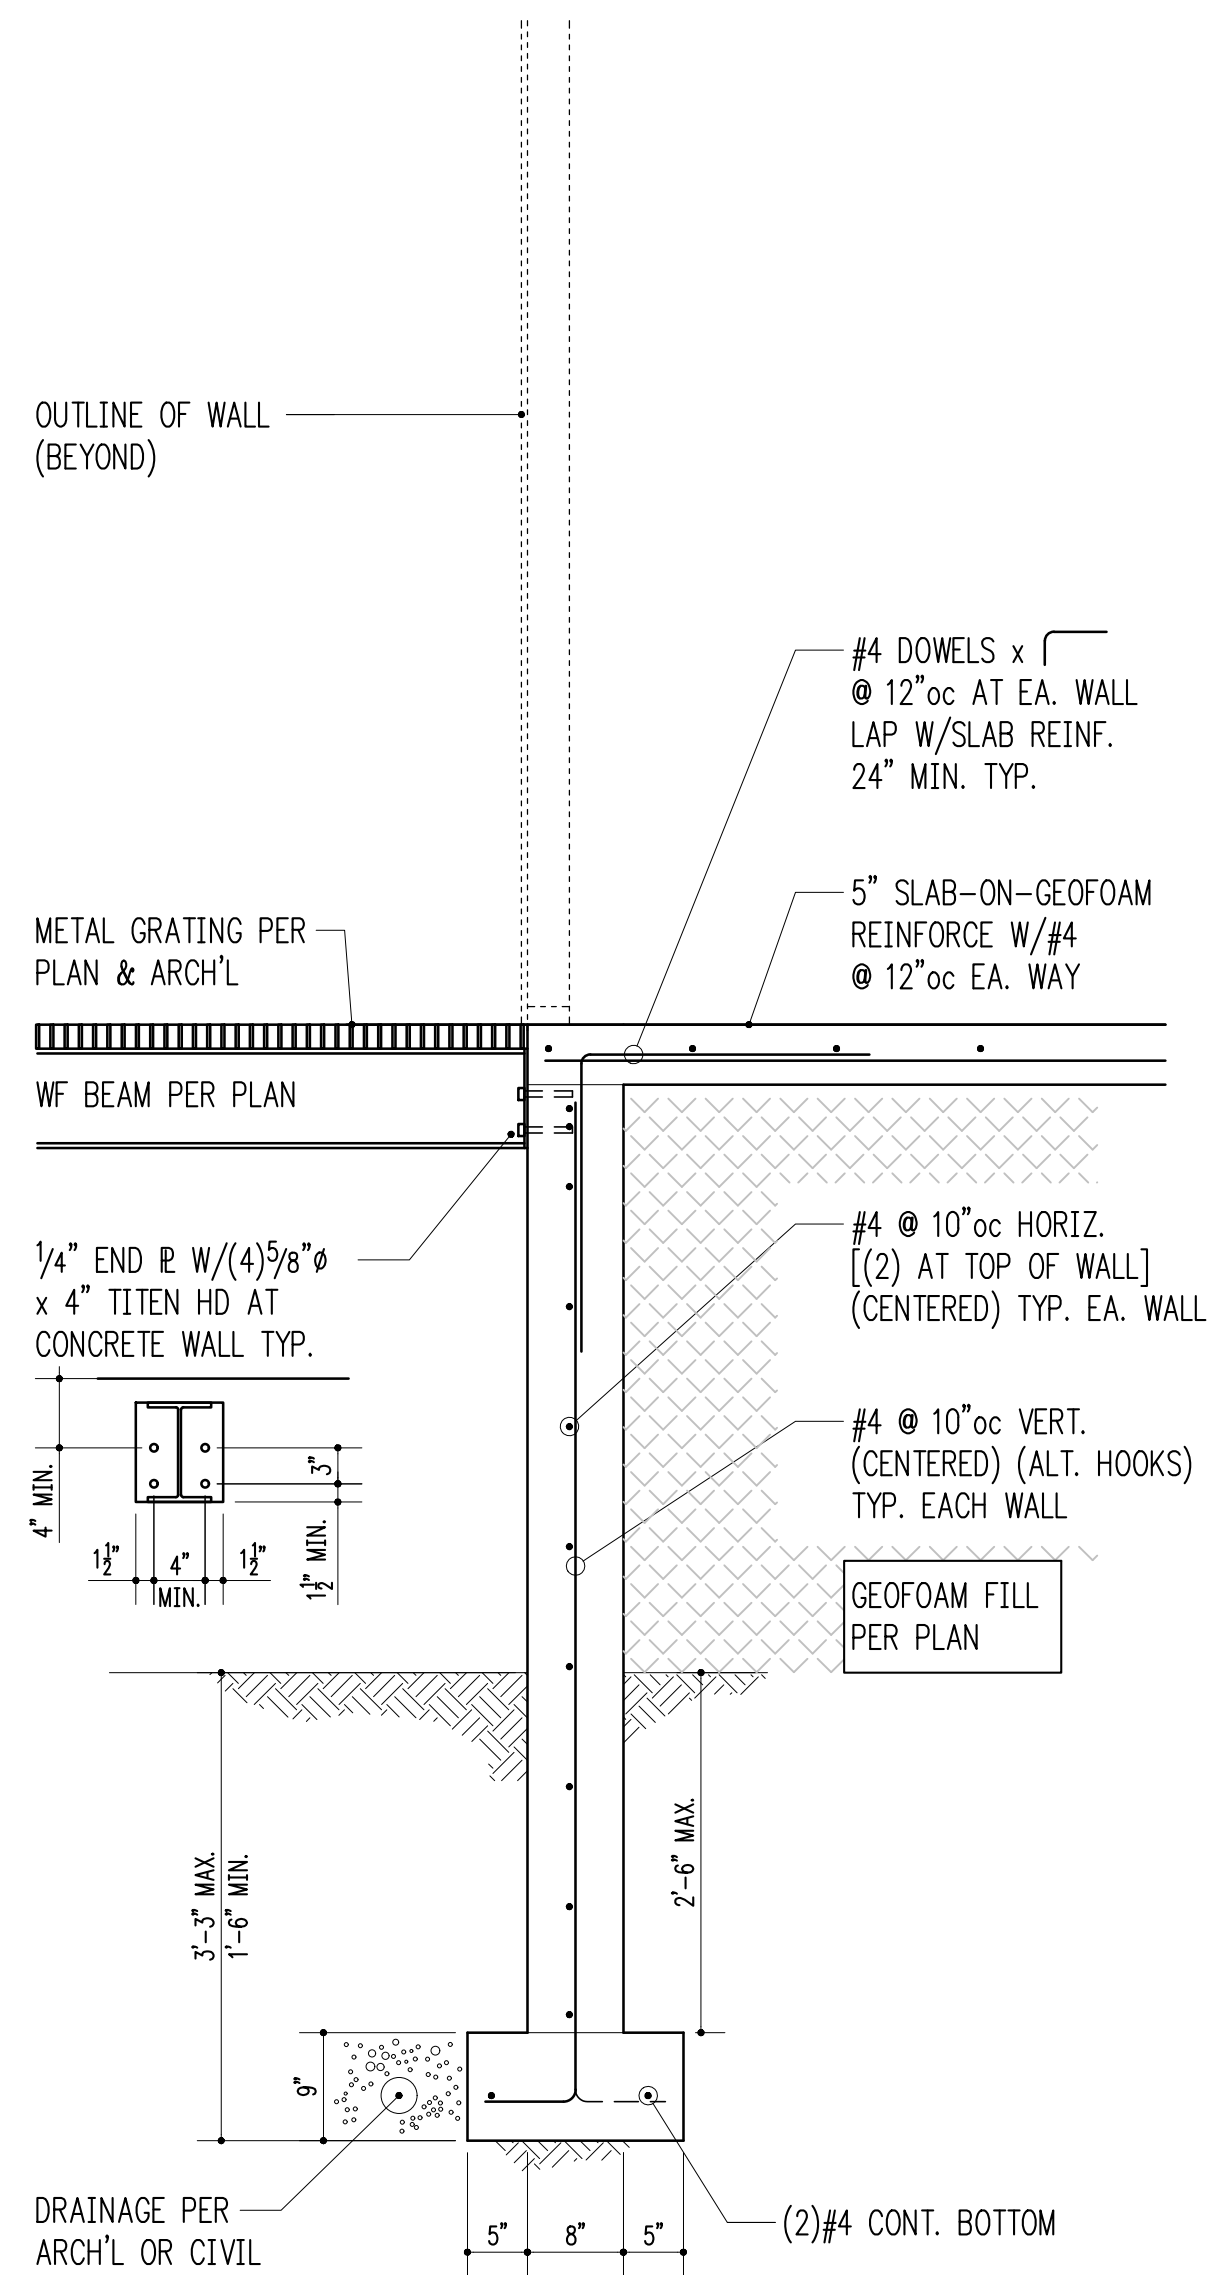 OUTLINE OF WALL
(BEYOND)
#4 DOWELS x
@ 12"oc AT EA. WALL
LAP W/SLAB REINF.
24" MIN. TYP.
5" SLAB-ON-GEOFOAM
REINFORCE W/#4
@ 12"oc EA. WAY
METAL GRATING PER
PLAN & ARCH'L
WF BEAM PER PLAN
1/4" END ⅊ W/(4)5/8"ø
x 4" TITEN HD AT
CONCRETE WALL TYP.
#4 @ 10"oc HORIZ.
[(2) AT TOP OF WALL]
(CENTERED) TYP. EA. WALL
#4 @ 10"oc VERT.
(CENTERED) (ALT. HOOKS)
TYP. EACH WALL
4" MIN.
3"
1 1/2" MIN.
1 1/2"
4"
MIN.
1 1/2"
GEOFOAM FILL
PER PLAN
3'-3" MAX.
1'-6" MIN.
2'-6" MAX.
9"
DRAINAGE PER
ARCH'L OR CIVIL
5"
8"
5"
(2)#4 CONT. BOTTOM